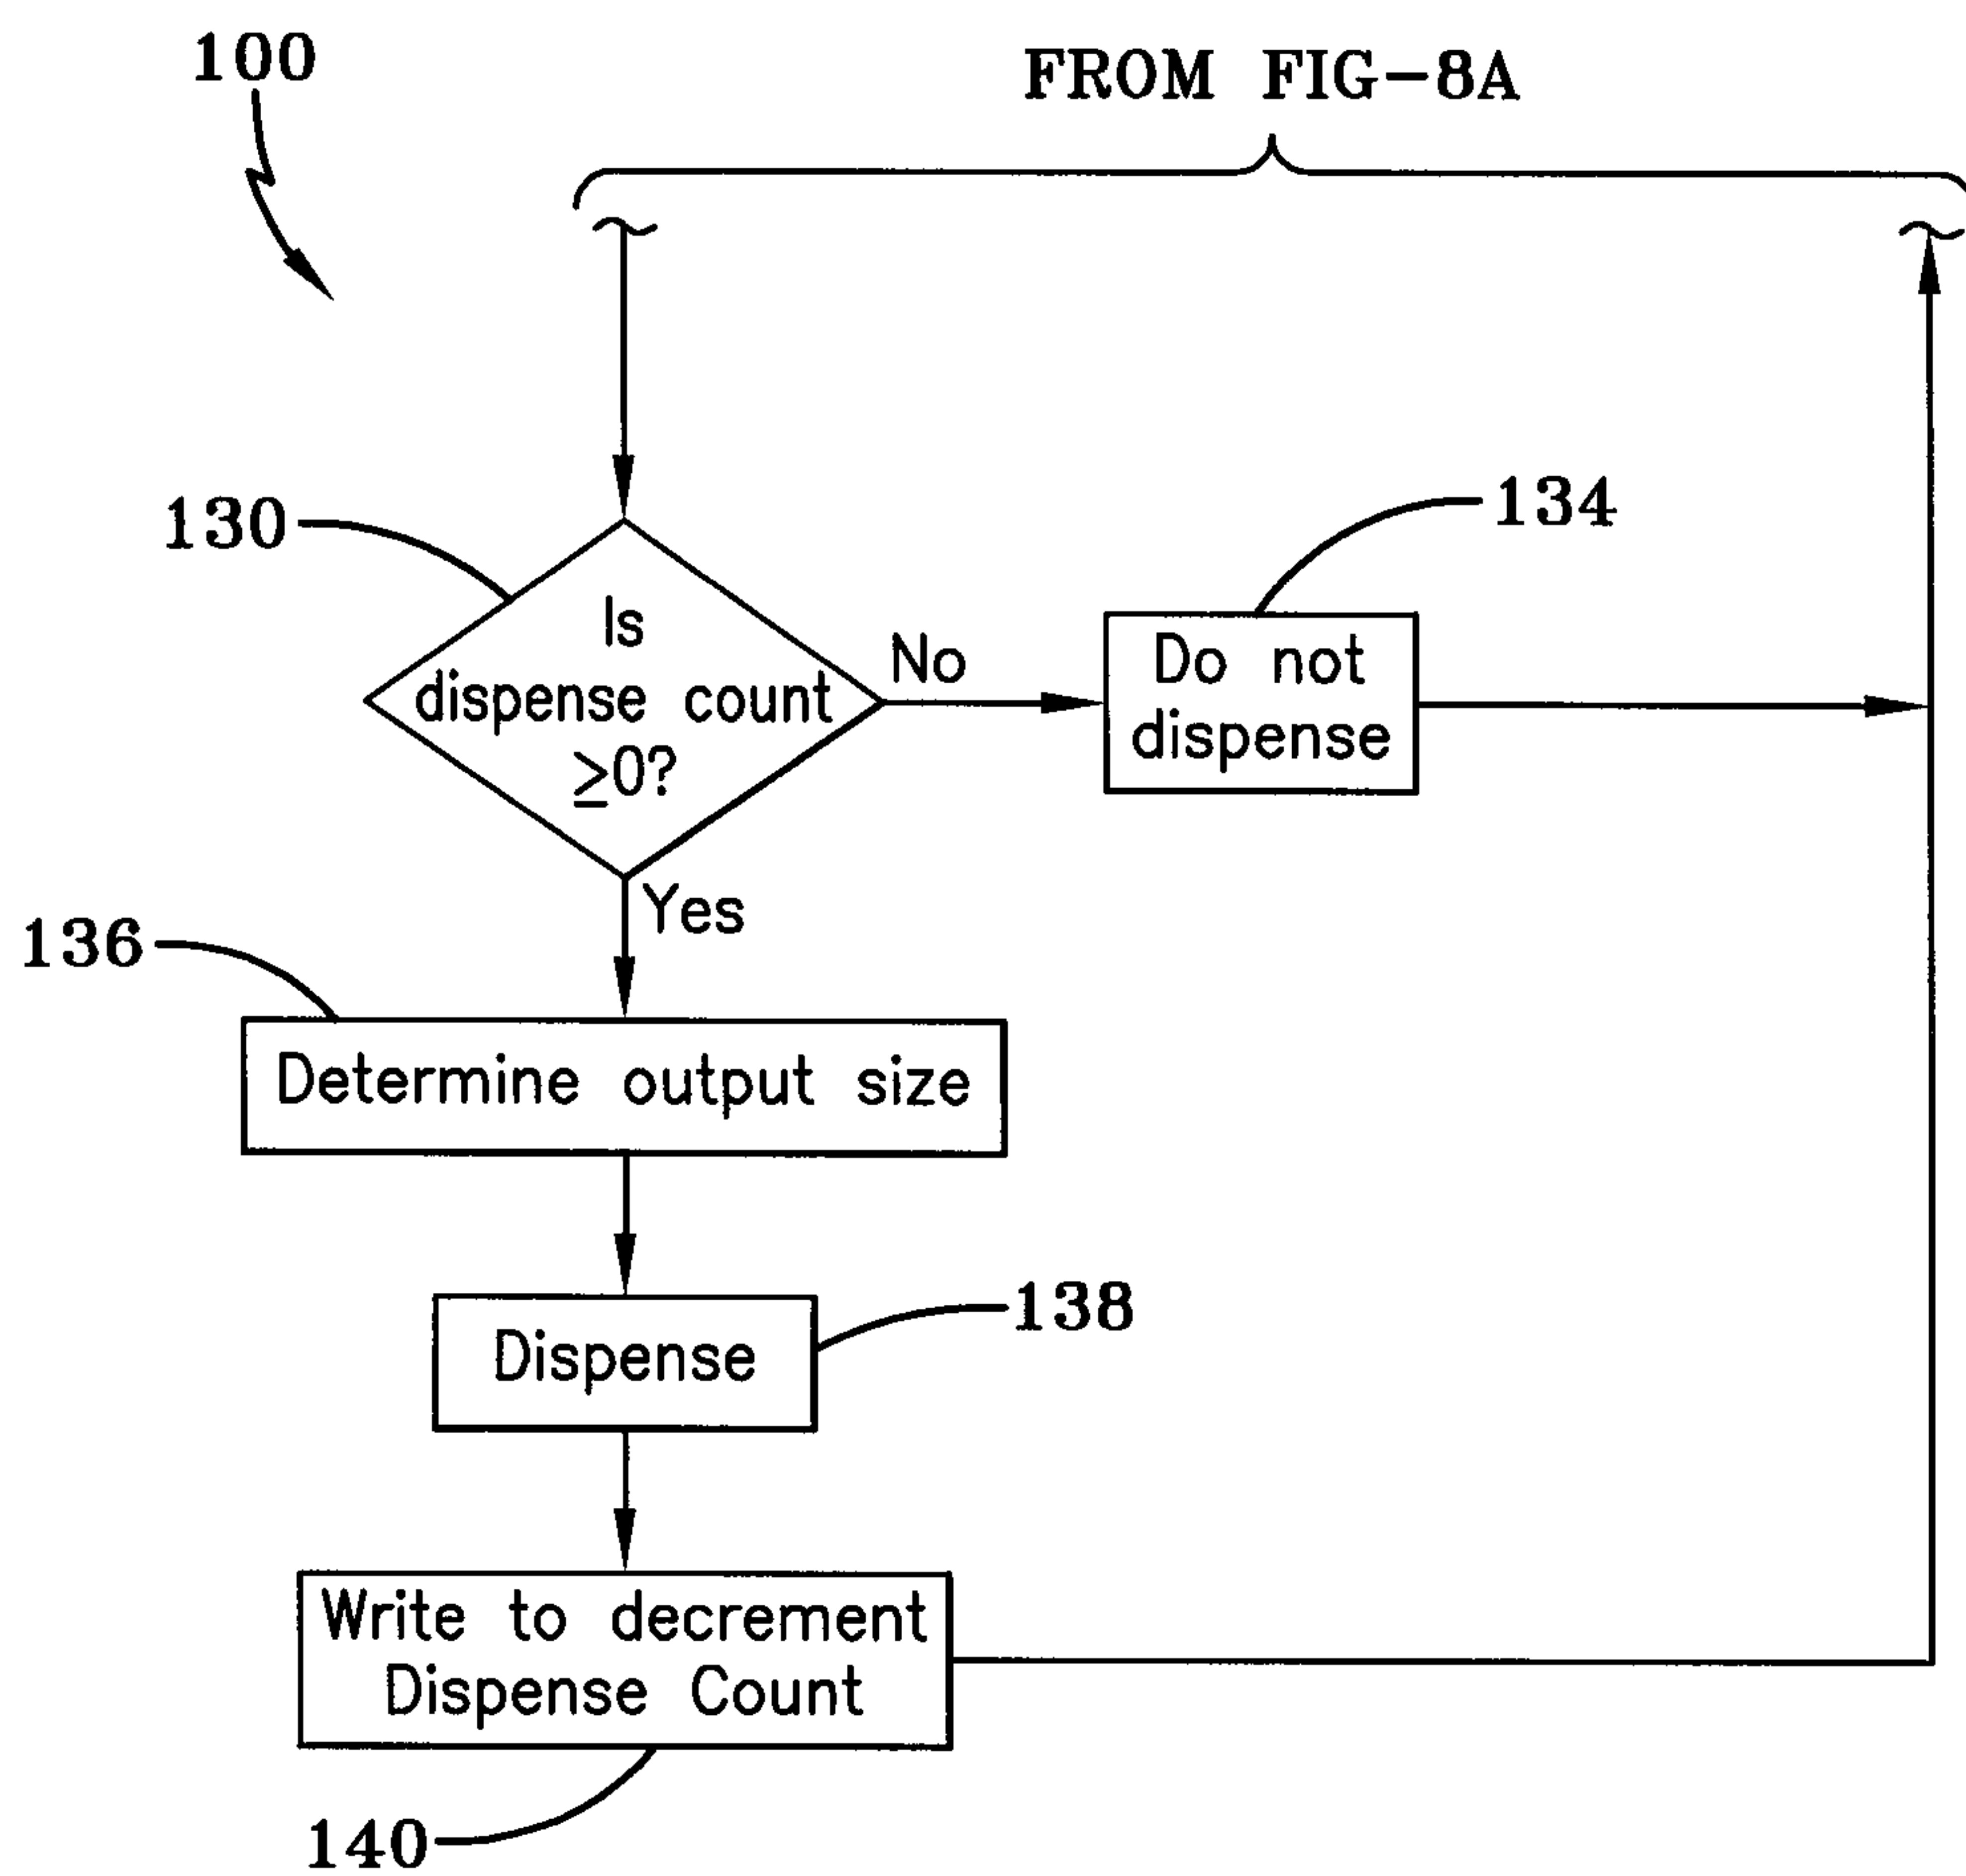 100
FROM FIG-8A
130
134
Is
dispense count
≥0?
No
Do not
dispense
Yes
136
Determine output size
138
Dispense
Write to decrement
Dispense Count
140